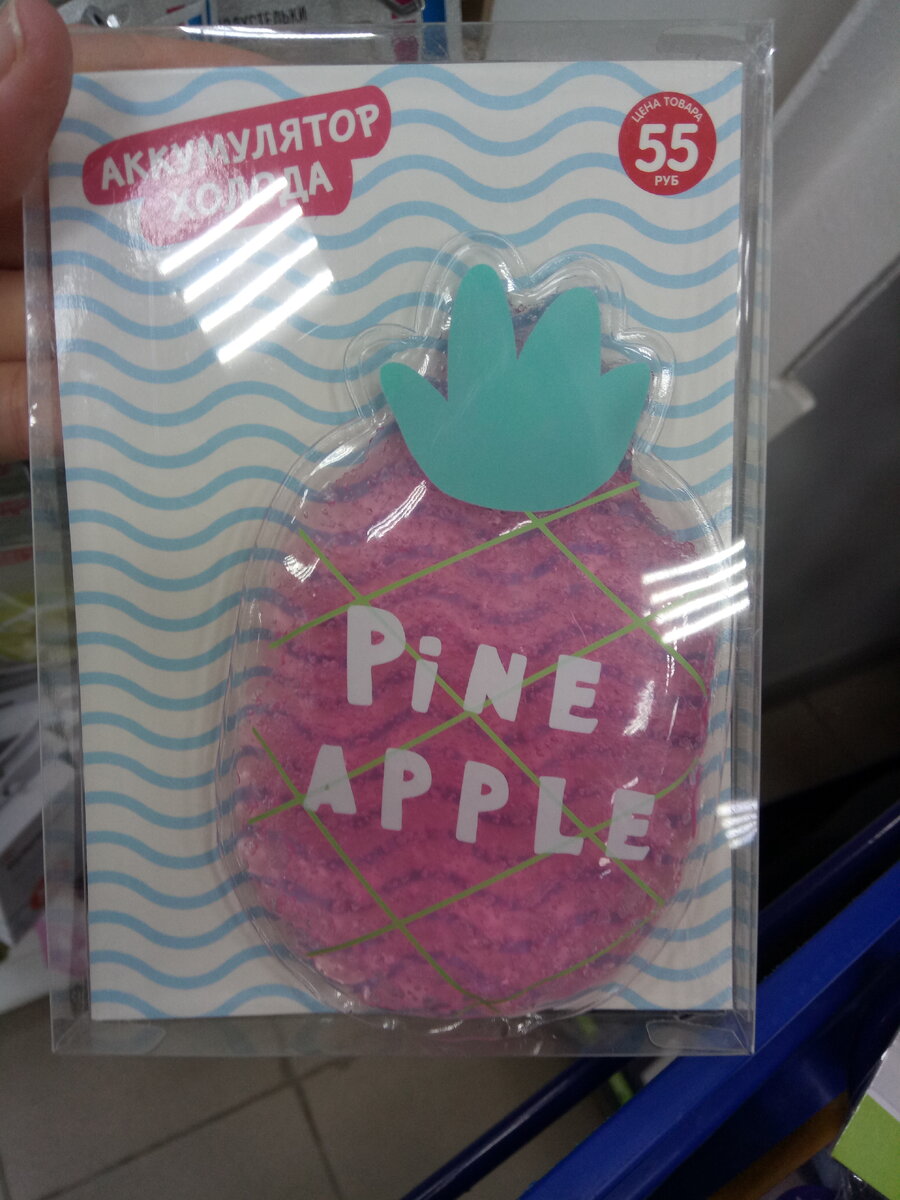 АККУМУЛЯТОР
ХОЛОДА
ЦЕНА ТОВАРА
55
РУБ
PiNE
APPLE